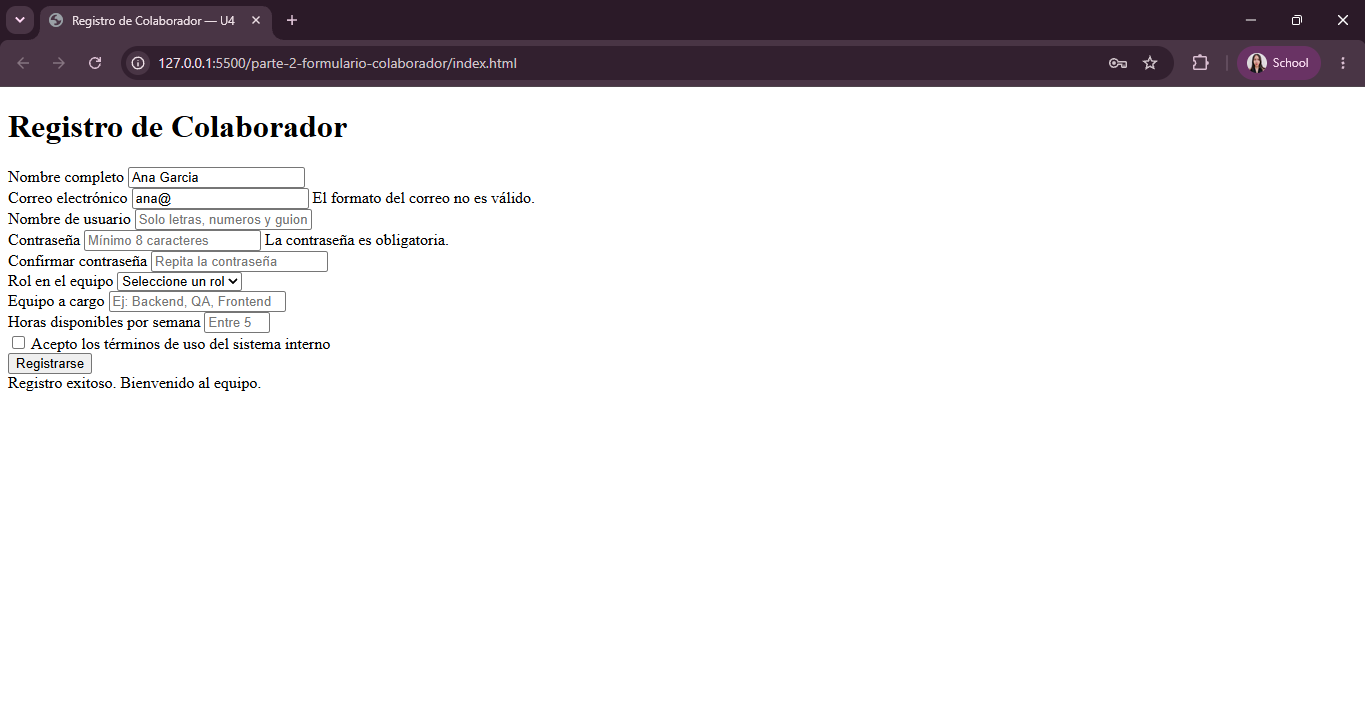 Registro de Colaborador — U4
127.0.0.1:5500/parte-2-formulario-colaborador/index.html
School
Registro de Colaborador
Nombre completo Ana Garcia
Correo electrónico ana@ El formato del correo no es válido.
Nombre de usuario Solo letras, numeros y guion
Contraseña Mínimo 8 caracteres La contraseña es obligatoria.
Confirmar contraseña Repita la contraseña
Rol en el equipo Seleccione un rol
Equipo a cargo Ej: Backend, QA, Frontend
Horas disponibles por semana Entre 5
Acepto los términos de uso del sistema interno
Registrarse
Registro exitoso. Bienvenido al equipo.